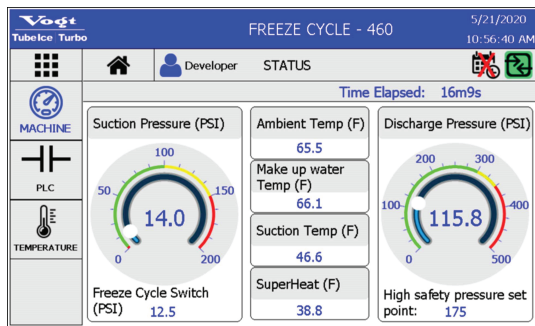 Vogt
TubeIce Turbo
FREEZE CYCLE - 460
5/21/2020
10:56:40 AM
Developer
STATUS
Time Elapsed: 16m9s
MACHINE
PLC
TEMPERATURE
Suction Pressure (PSI)
0
50
100
150
200
14.0
Freeze Cycle Switch
(PSI) 12.5
Ambient Temp (F)
65.5
Make up water
Temp (F)
66.1
Suction Temp (F)
46.6
SuperHeat (F)
38.8
Discharge Pressure (PSI)
0
100
200
300
400
500
115.8
High safety pressure set
point: 175